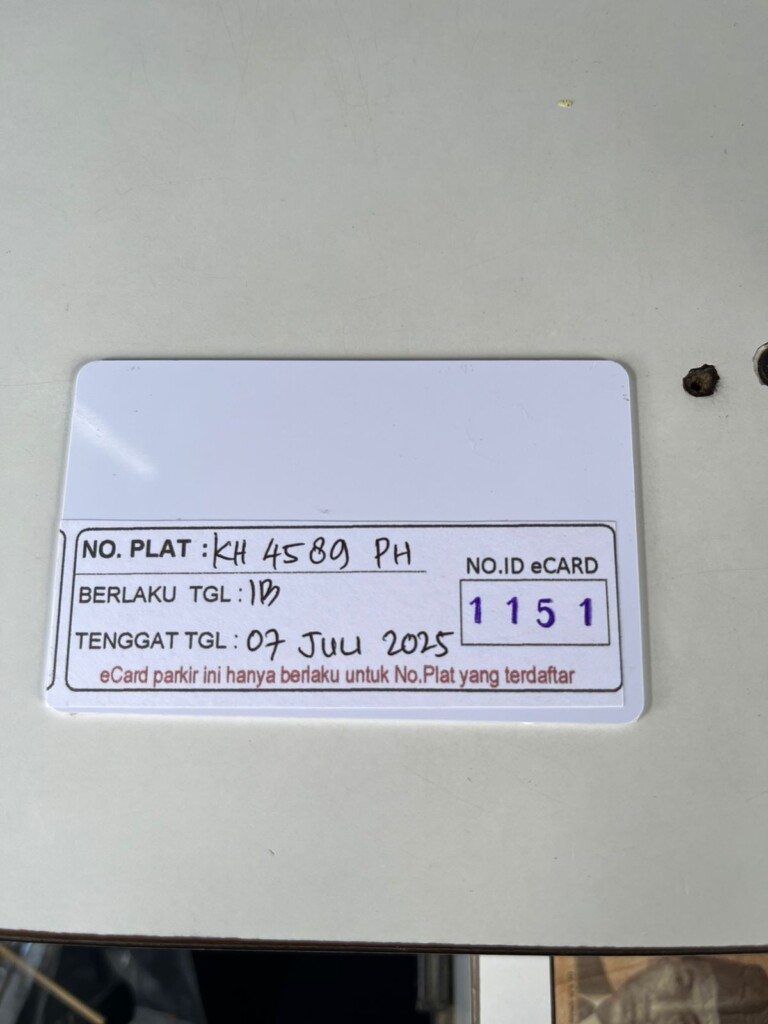 NO. PLAT : KH 4589 PH
BERLAKU TGL : 1B
TENGGAT TGL : 07 JULI 2025
NO.ID eCARD
1 1 5 1
eCard parkir ini hanya berlaku untuk No.Plat yang terdaftar